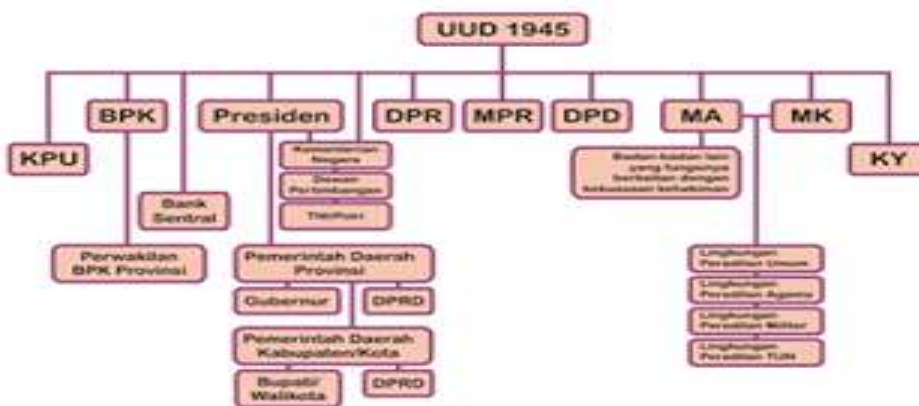 UUD 1945
BPK
Presiden
DPR
MPR
DPD
MA
MK
KPU
KY
Kementerian
Negara
Dewan
Pertimbangan
TNI/Polri
Badan-badan lain
yang fungsinya
berkaitan dengan
kekuasaan kehakiman
Bank
Sentral
Perwakilan
BPK Provinsi
Pemerintah Daerah
Provinsi
Gubernur
DPRD
Pemerintah Daerah
Kabupaten/Kota
Bupati/
Walikota
DPRD
Lingkungan
Peradilan Umum
Lingkungan
Peradilan Agama
Lingkungan
Peradilan Militer
Lingkungan
Peradilan TUN